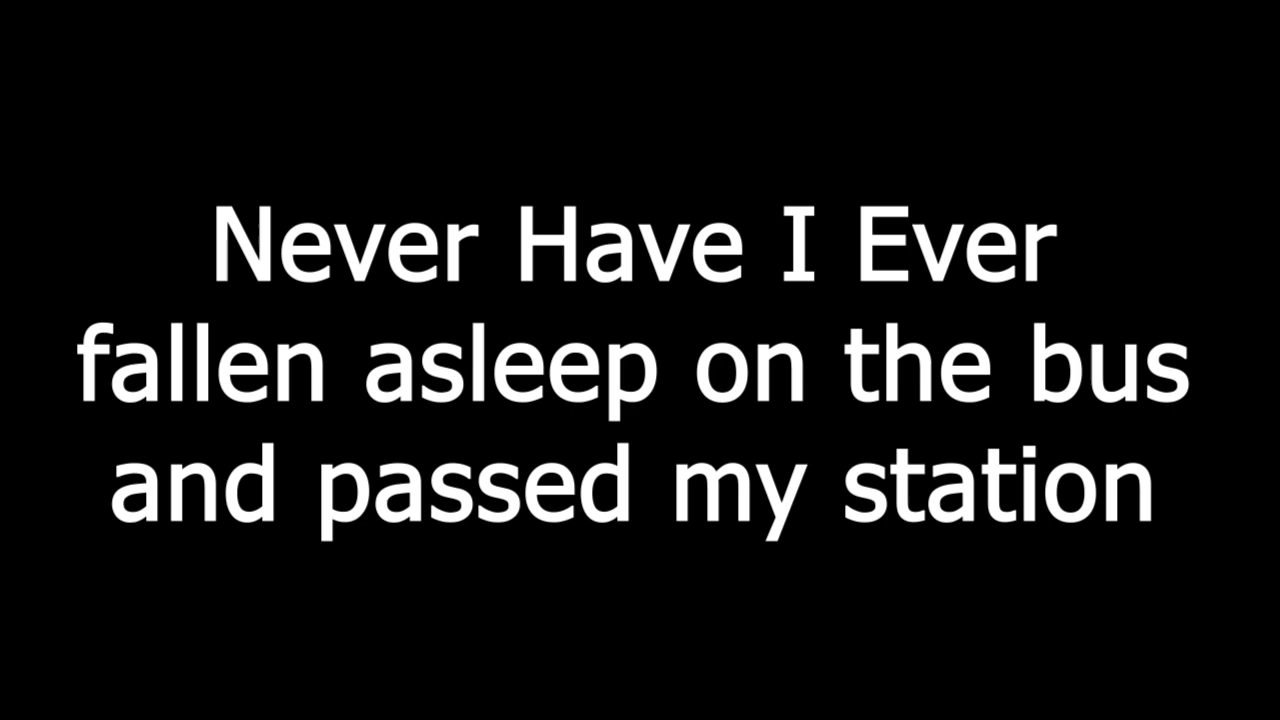 Never Have I Ever
fallen asleep on the bus
and passed my station